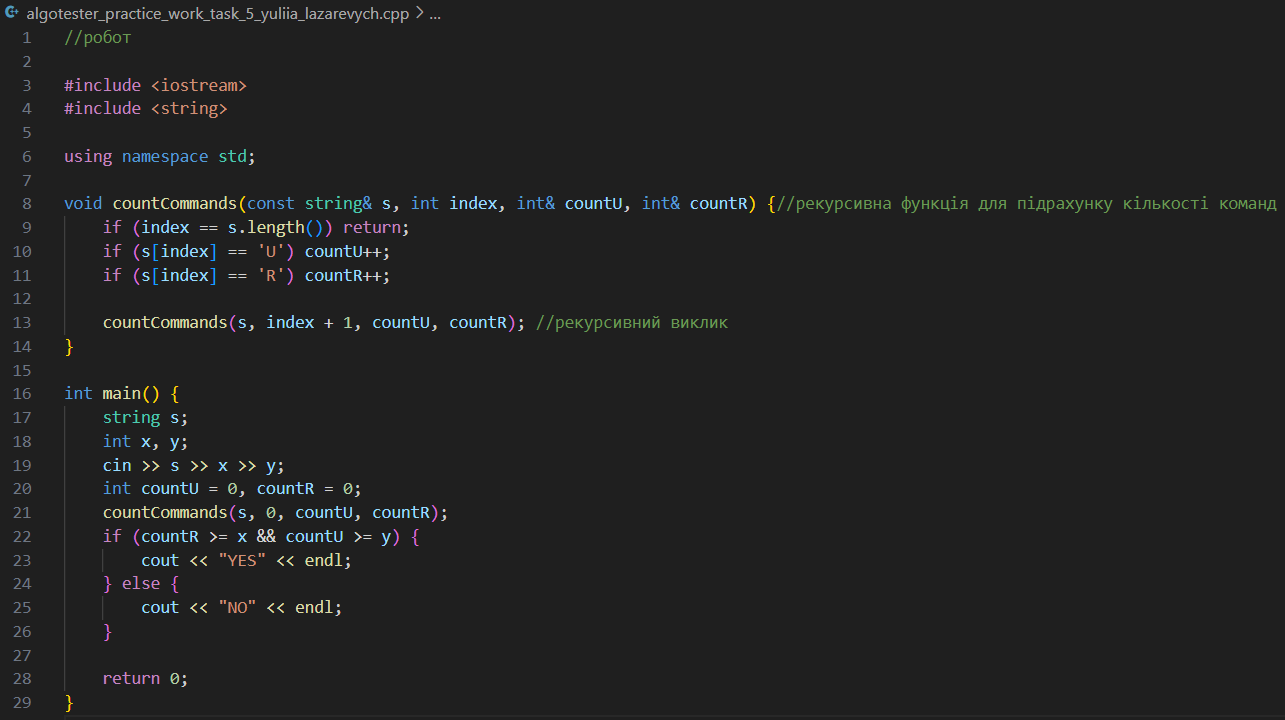 algotester_practice_work_task_5_yuliia_lazarevych.cpp > ...
1 //робот
2
3 #include <iostream>
4 #include <string>
5
6 using namespace std;
7
8 void countCommands(const string& s, int index, int& countU, int& countR) {//рекурсивна функція для підрахунку кількості команд
9 if (index == s.length()) return;
10 if (s[index] == 'U') countU++;
11 if (s[index] == 'R') countR++;
12
13 countCommands(s, index + 1, countU, countR); //рекурсивний виклик
14 }
15
16 int main() {
17 string s;
18 int x, y;
19 cin >> s >> x >> y;
20 int countU = 0, countR = 0;
21 countCommands(s, 0, countU, countR);
22 if (countR >= x && countU >= y) {
23 cout << "YES" << endl;
24 } else {
25 cout << "NO" << endl;
26 }
27
28 return 0;
29 }